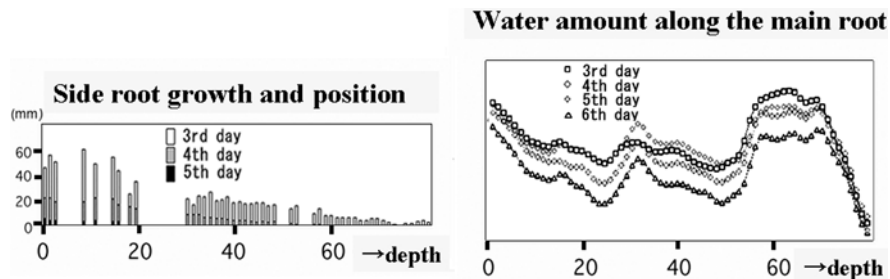 Water amount along the main root
Side root growth and position
(mm)
60
40
20
0
3rd day
4th day
5th day
0
20
40
60
→depth
3rd day
4th day
5th day
6th day
0
20
40
60
→depth